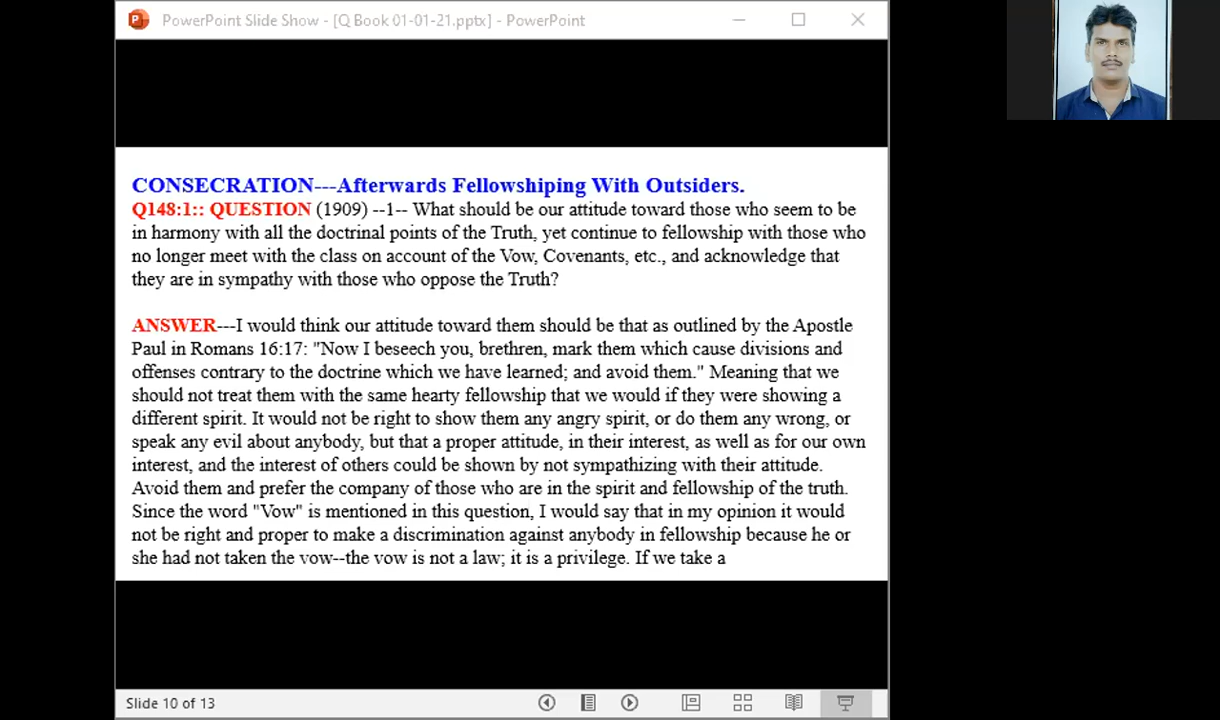 PowerPoint Slide Show - [Q Book 01-01-21.pptx] - PowerPoint
CONSECRATION---Afterwards Fellowshiping With Outsiders.
Q148:1:: QUESTION (1909) --1-- What should be our attitude toward those who seem to be
in harmony with all the doctrinal points of the Truth, yet continue to fellowship with those who
no longer meet with the class on account of the Vow, Covenants, etc., and acknowledge that
they are in sympathy with those who oppose the Truth?
ANSWER---I would think our attitude toward them should be that as outlined by the Apostle
Paul in Romans 16:17: "Now I beseech you, brethren, mark them which cause divisions and
offenses contrary to the doctrine which we have learned; and avoid them." Meaning that we
should not treat them with the same hearty fellowship that we would if they were showing a
different spirit. It would not be right to show them any angry spirit, or do them any wrong, or
speak any evil about anybody, but that a proper attitude, in their interest, as well as for our own
interest, and the interest of others could be shown by not sympathizing with their attitude.
Avoid them and prefer the company of those who are in the spirit and fellowship of the truth.
Since the word "Vow" is mentioned in this question, I would say that in my opinion it would
not be right and proper to make a discrimination against anybody in fellowship because he or
she had not taken the vow--the vow is not a law; it is a privilege. If we take a
Slide 10 of 13